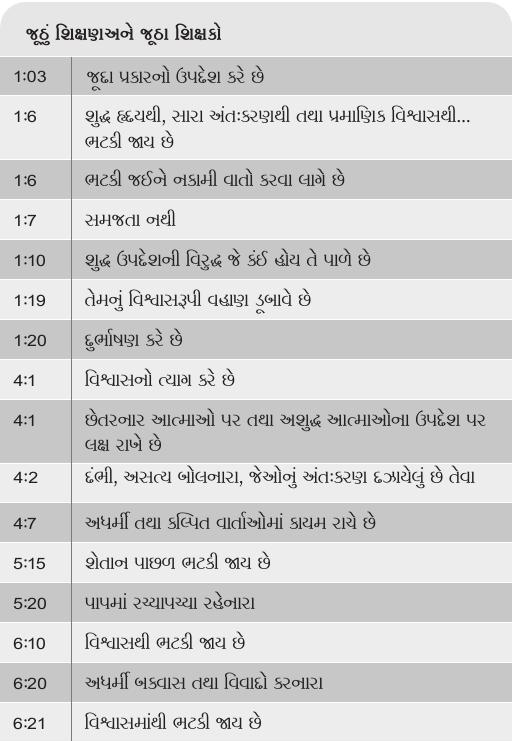 જૂઠું શિક્ષણઅને જૂઠા શિક્ષકો
1:03 જૂદા પ્રકારનો ઉપદેશ કરે છે
1:6 શુદ્ધ હૃદયથી, સારા અંતઃકરણથી તથા પ્રમાણિક વિશ્વાસથી...
ભટકી જાય છે
1:6 ભટકી જઈને નકામી વાતો કરવા લાગે છે
1:7 સમજતા નથી
1:10 શુદ્ધ ઉપદેશની વિરુદ્ધ જે કંઈ હોય તે પાળે છે
1:19 તેમનું વિશ્વાસરૂપી વહાણ ડૂબાવે છે
1:20 દુર્ભાષણ કરે છે
4:1 વિશ્વાસનો ત્યાગ કરે છે
4:1 છેતરનાર આત્માઓ પર તથા અશુદ્ધ આત્માઓના ઉપદેશ પર
લક્ષ રાખે છે
4:2 દંભી, અસત્ય બોલનારા, જેઓનું અંતઃકરણ દઝાયેલું છે તેવા
4:7 અધર્મી તથા કલ્પિત વાર્તાઓમાં કાયમ રાચે છે
5:15 શેતાન પાછળ ભટકી જાય છે
5:20 પાપમાં રચ્યાપચ્યા રહેનારા
6:10 વિશ્વાસથી ભટકી જાય છે
6:20 અધર્મી બકવાસ તથા વિવાદો કરનારા
6:21 વિશ્વાસમાંથી ભટકી જાય છે